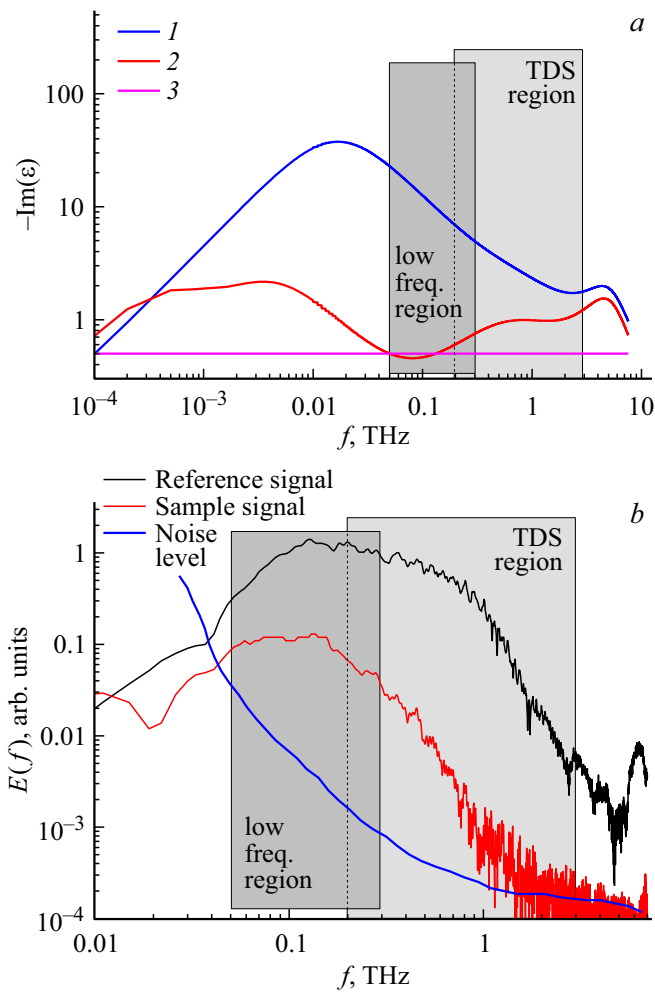 a
1
2
3
TDS
region
100
10
1
–Im(ε)
low
freq.
region
10⁻⁴
10⁻³
0.01
0.1
1
10
f, THz
Reference signal
Sample signal
Noise
level
b
TDS
region
1
0.1
0.01
10⁻³
10⁻⁴
E(f), arb. units
low
freq.
region
0.01
0.1
1
f, THz